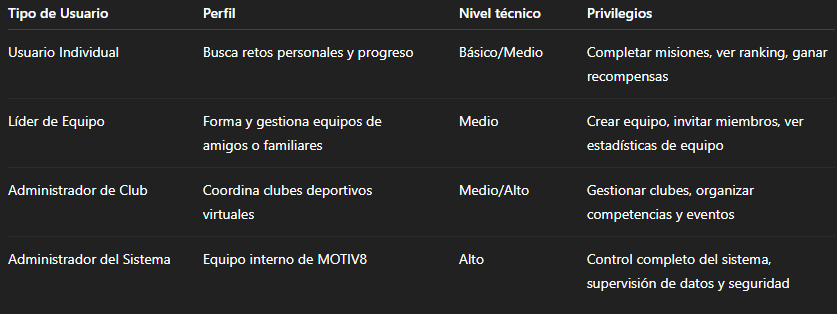 Tipo de Usuario Perfil Nivel técnico Privilegios
Usuario Individual Busca retos personales y progreso Básico/Medio Completar misiones, ver ranking, ganar
recompensas
Líder de Equipo Forma y gestiona equipos de Medio Crear equipo, invitar miembros, ver
amigos o familiares estadísticas de equipo
Administrador de Club Coordina clubes deportivos Medio/Alto Gestionar clubes, organizar
virtuales competencias y eventos
Administrador del Sistema Equipo interno de MOTIV8 Alto Control completo del sistema,
supervisión de datos y seguridad